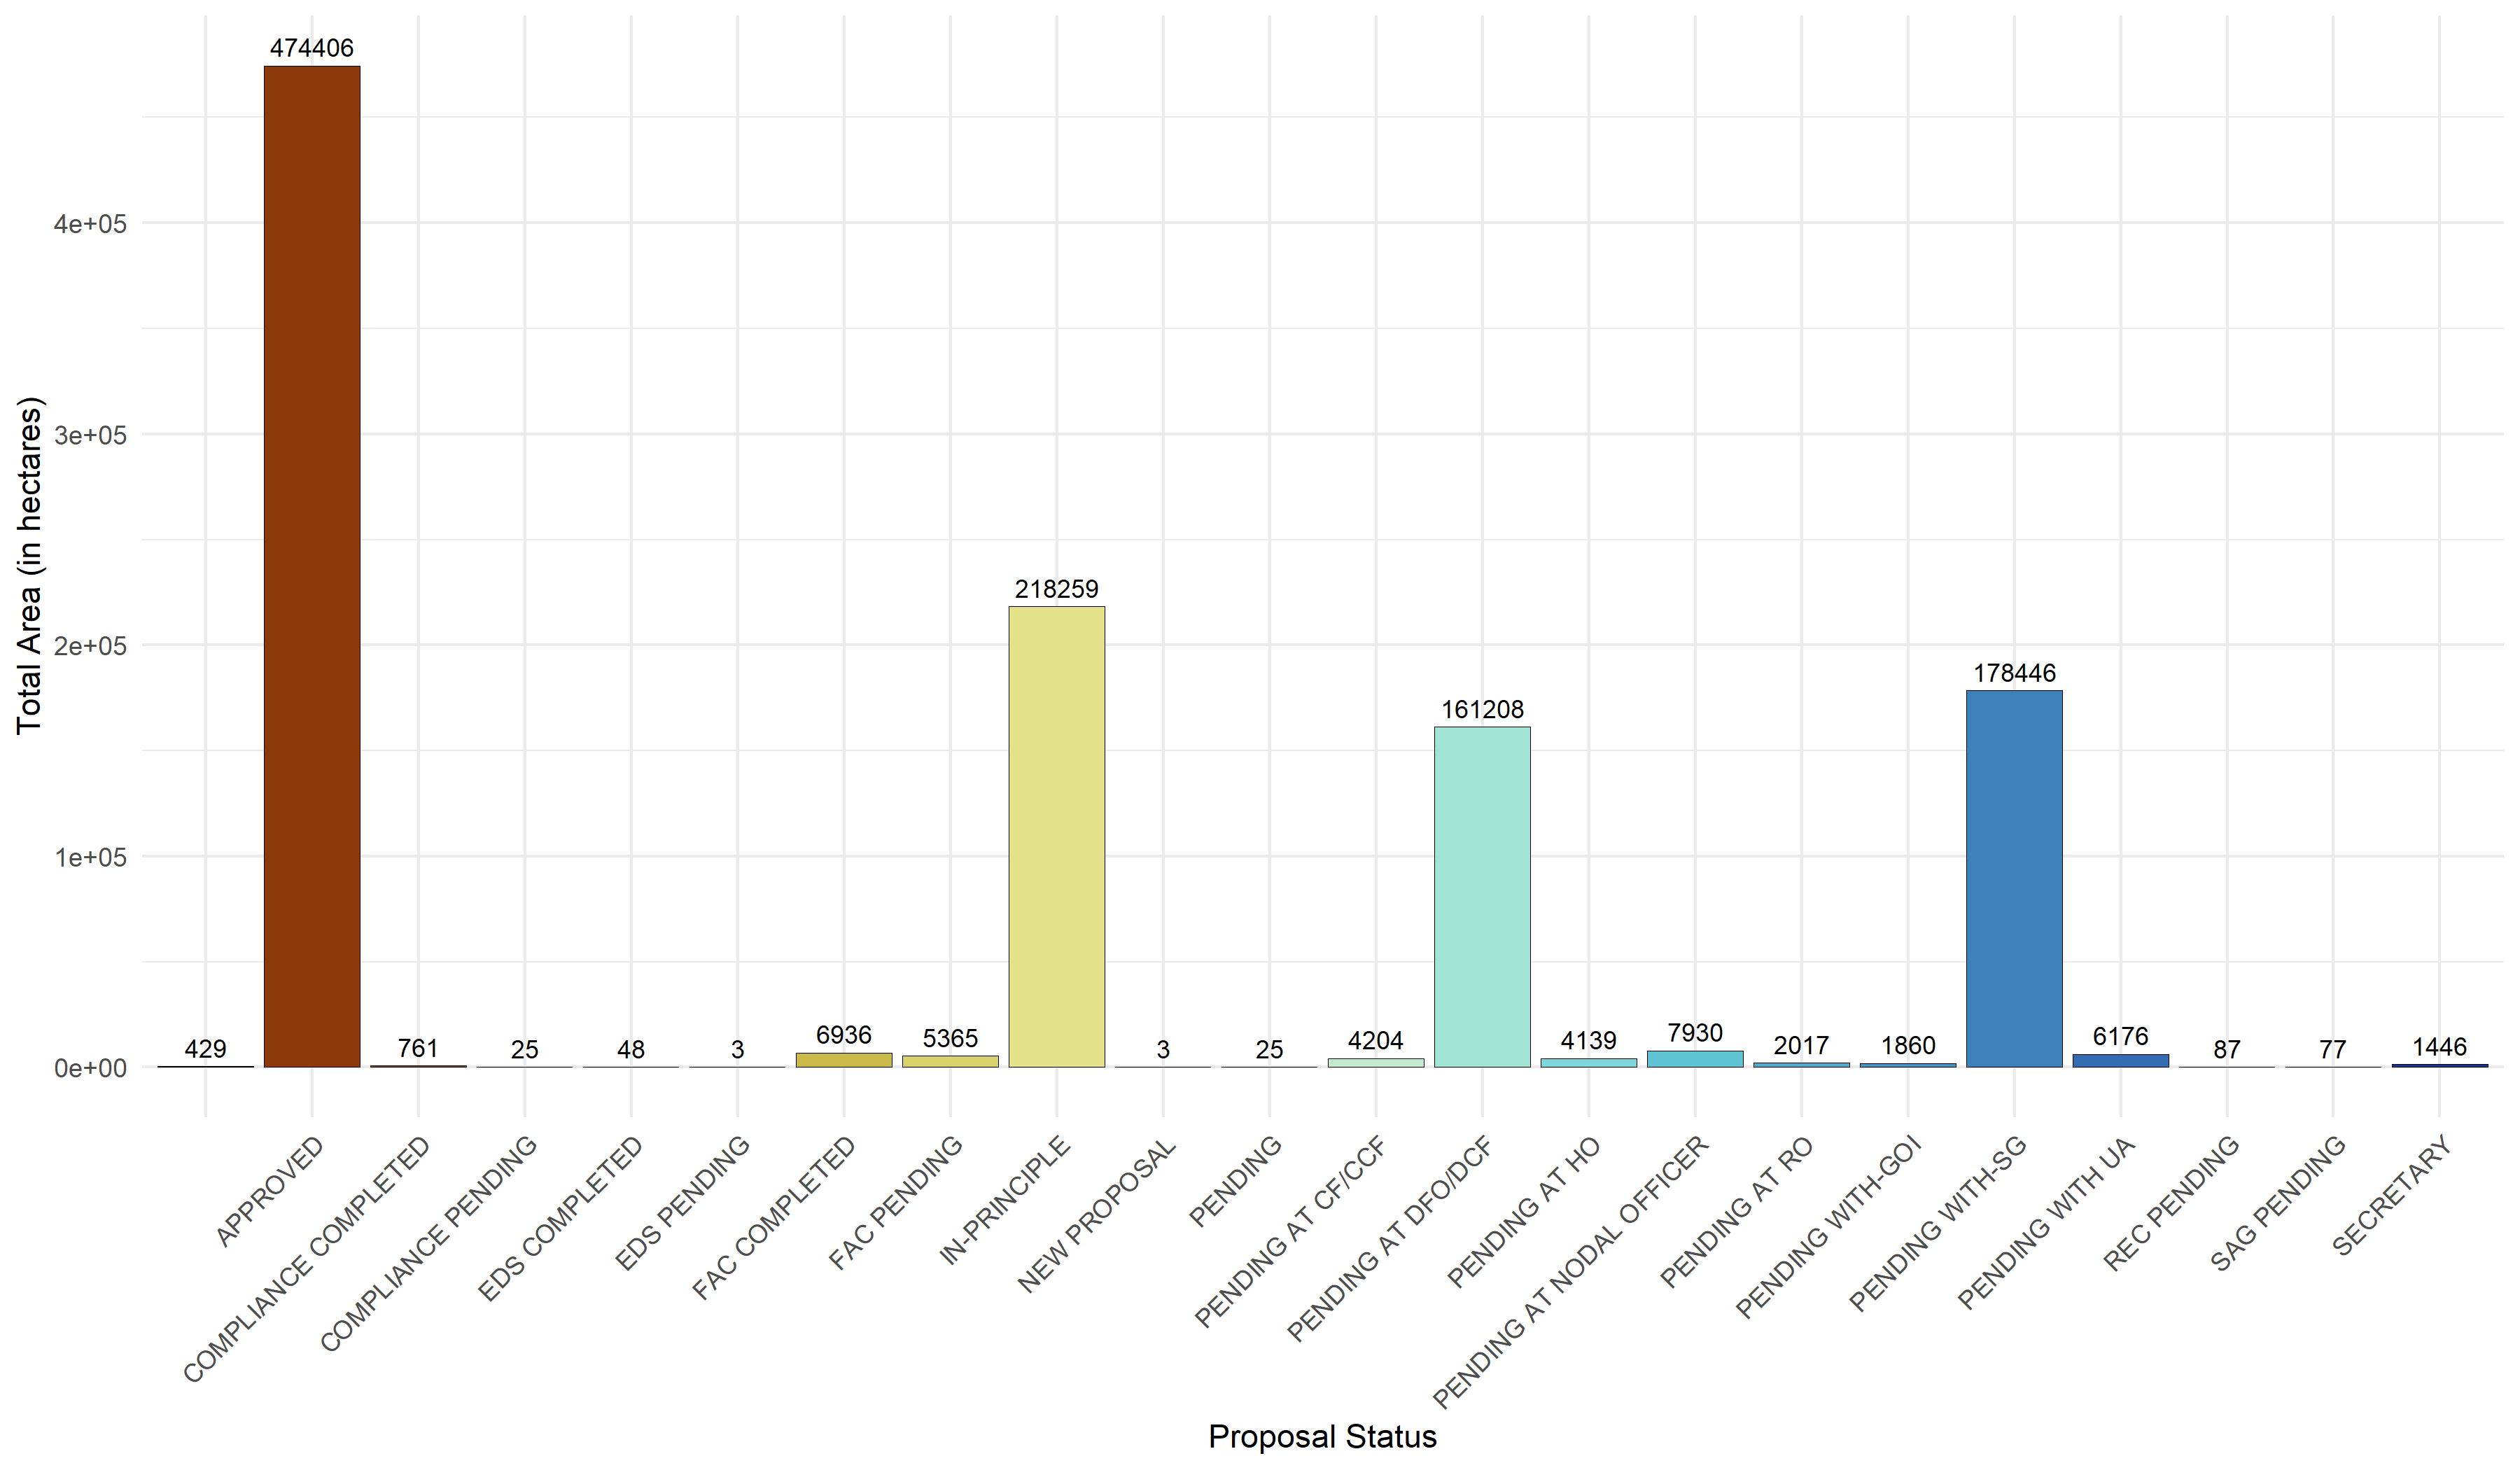 Total Area (in hectares)
4e+05
3e+05
2e+05
1e+05
0e+00
429
474406
761
25
48
3
6936
5365
218259
3
25
4204
161208
4139
7930
2017
1860
178446
6176
87
77
1446
APPROVED
COMPLIANCE COMPLETED
COMPLIANCE PENDING
EDS COMPLETED
EDS PENDING
FAC COMPLETED
FAC PENDING
IN-PRINCIPLE
NEW PROPOSAL
PENDING
PENDING AT CF/CCF
PENDING AT DFO/DCF
PENDING AT HO
PENDING AT NODAL OFFICER
PENDING AT RO
PENDING WITH-GOI
PENDING WITH-SG
PENDING WITH UA
REC PENDING
SAG PENDING
SECRETARY
Proposal Status